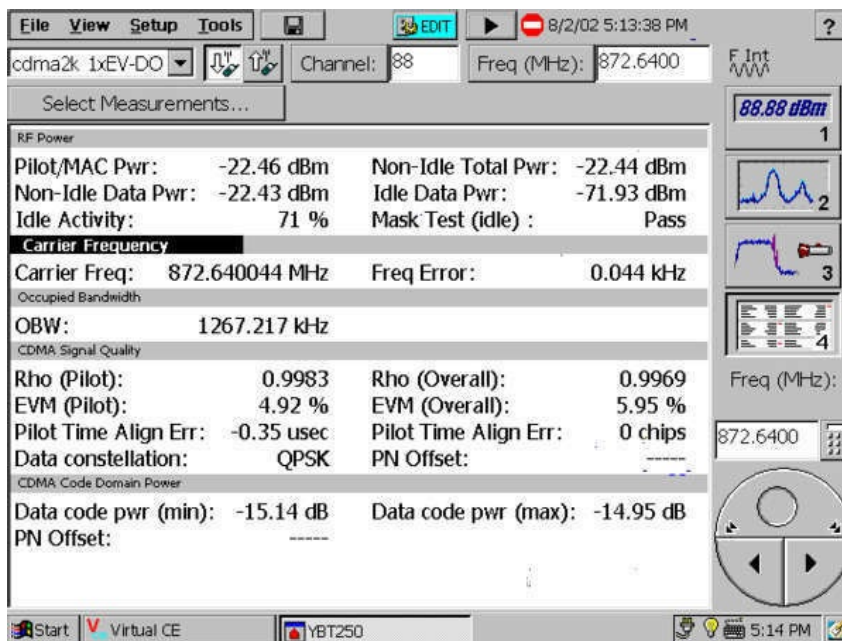 File View Setup Tools EDIT 8/2/02 5:13:38 PM ?
cdma2k 1xEV-DO Channel: 88 Freq (MHz): 872.6400 F Int
Select Measurements...
88.88 dBm
1
RF Power
Pilot/MAC Pwr: -22.46 dBm Non-Idle Total Pwr: -22.44 dBm
Non-Idle Data Pwr: -22.43 dBm Idle Data Pwr: -71.93 dBm
2
Idle Activity: 71 % Mask Test (idle) : Pass
Carrier Frequency
Carrier Freq: 872.640044 MHz Freq Error: 0.044 kHz
3
Occupied Bandwidth
OBW: 1267.217 kHz
4
CDMA Signal Quality
Rho (Pilot): 0.9983 Rho (Overall): 0.9969
Freq (MHz):
EVM (Pilot): 4.92 % EVM (Overall): 5.95 %
Pilot Time Align Err: -0.35 usec Pilot Time Align Err: 0 chips
872.6400
Data constellation: QPSK PN Offset: -----
CDMA Code Domain Power
Data code pwr (min): -15.14 dB Data code pwr (max): -14.95 dB
PN Offset: -----
Start Virtual CE YBT250 5:14 PM